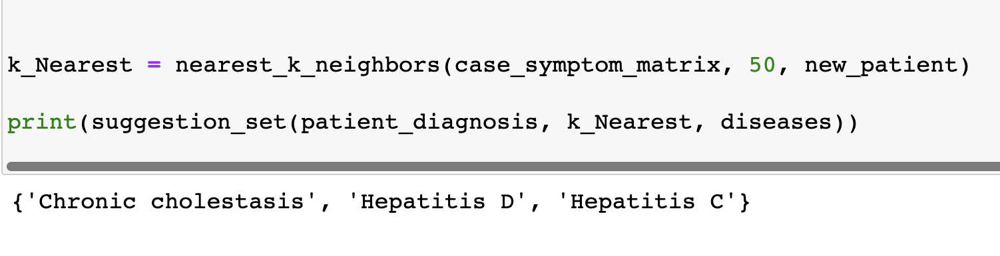 k_Nearest = nearest_k_neighbors(case_symptom_matrix, 50, new_patient)
print(suggestion_set(patient_diagnosis, k_Nearest, diseases))
{'Chronic cholestasis', 'Hepatitis D', 'Hepatitis C'}